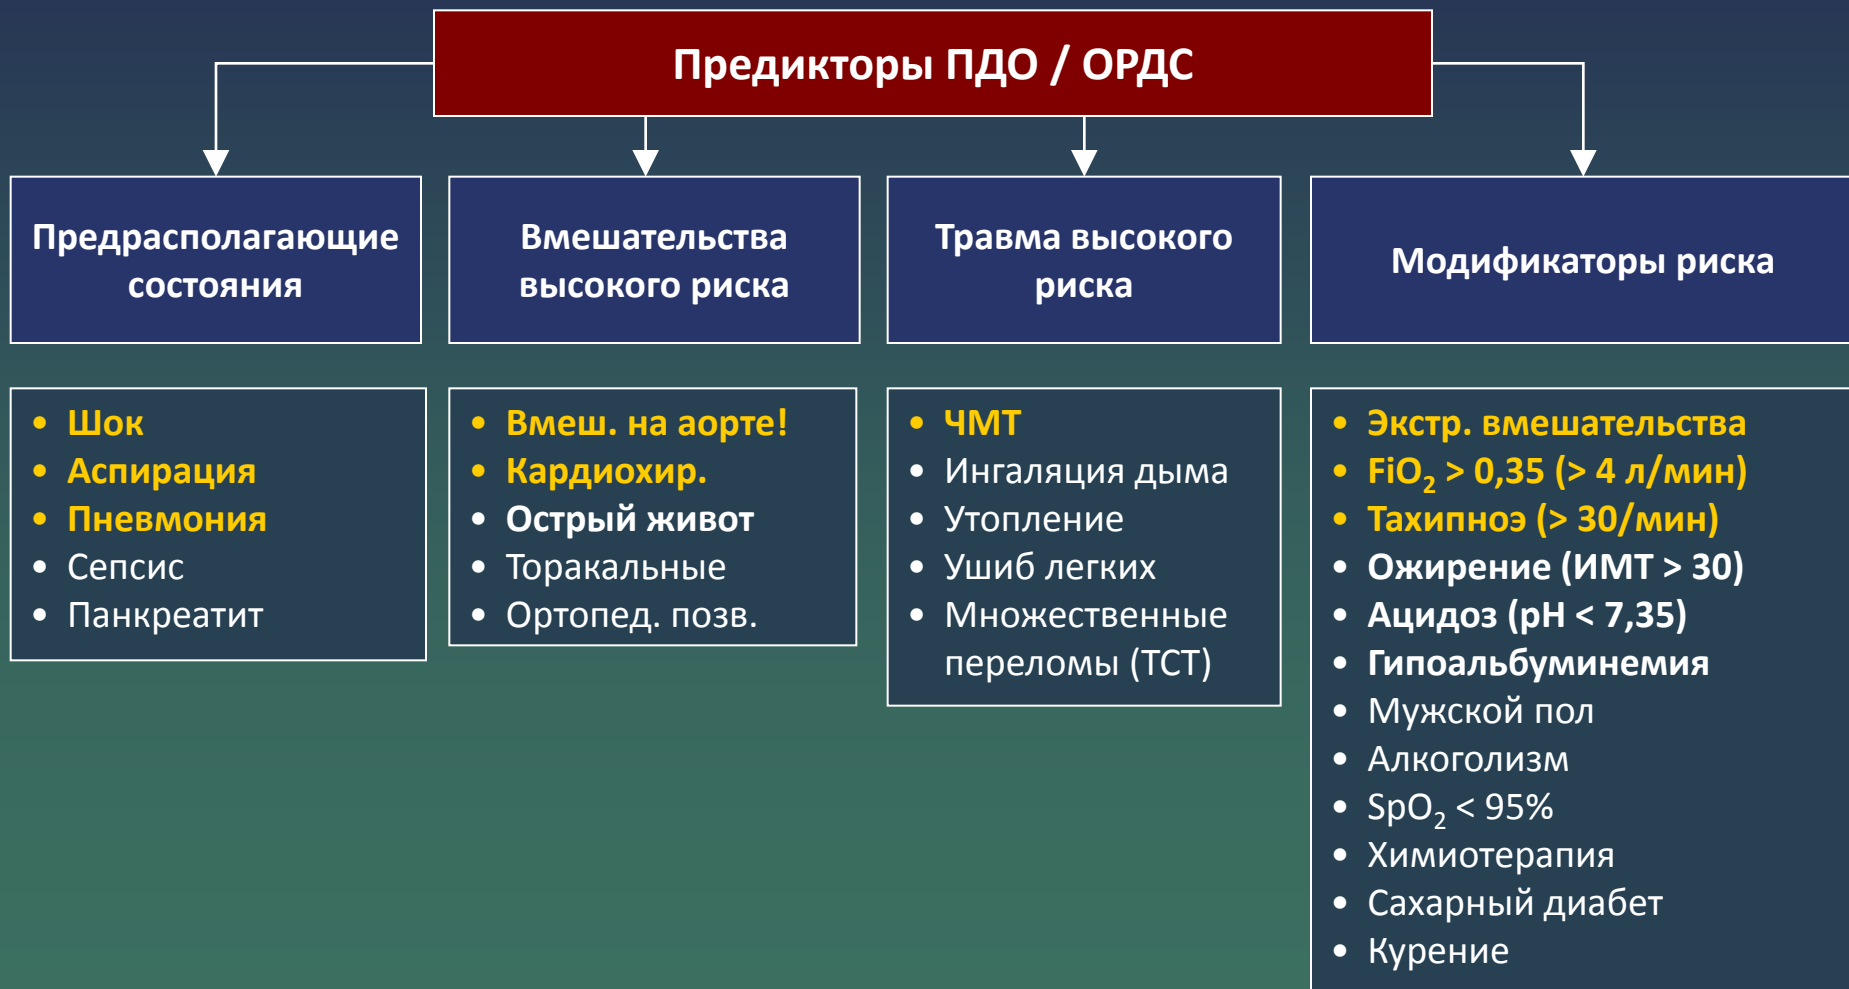 Предикторы ПДО / ОРДС
Предрасполагающие
состояния
Вмешательства
высокого риска
Травма высокого
риска
Модификаторы риска
• Шок
• Аспирация
• Пневмония
• Сепсис
• Панкреатит
• Вмеш. на аорте!
• Кардиохир.
• Острый живот
• Торакальные
• Ортопед. позв.
• ЧМТ
• Ингаляция дыма
• Утопление
• Ушиб легких
• Множественные
переломы (ТСТ)
• Экстр. вмешательства
• FiO₂ > 0,35 (> 4 л/мин)
• Тахипноэ (> 30/мин)
• Ожирение (ИМТ > 30)
• Ацидоз (pH < 7,35)
• Гипоальбуминемия
• Мужской пол
• Алкоголизм
• SpO₂ < 95%
• Химиотерапия
• Сахарный диабет
• Курение